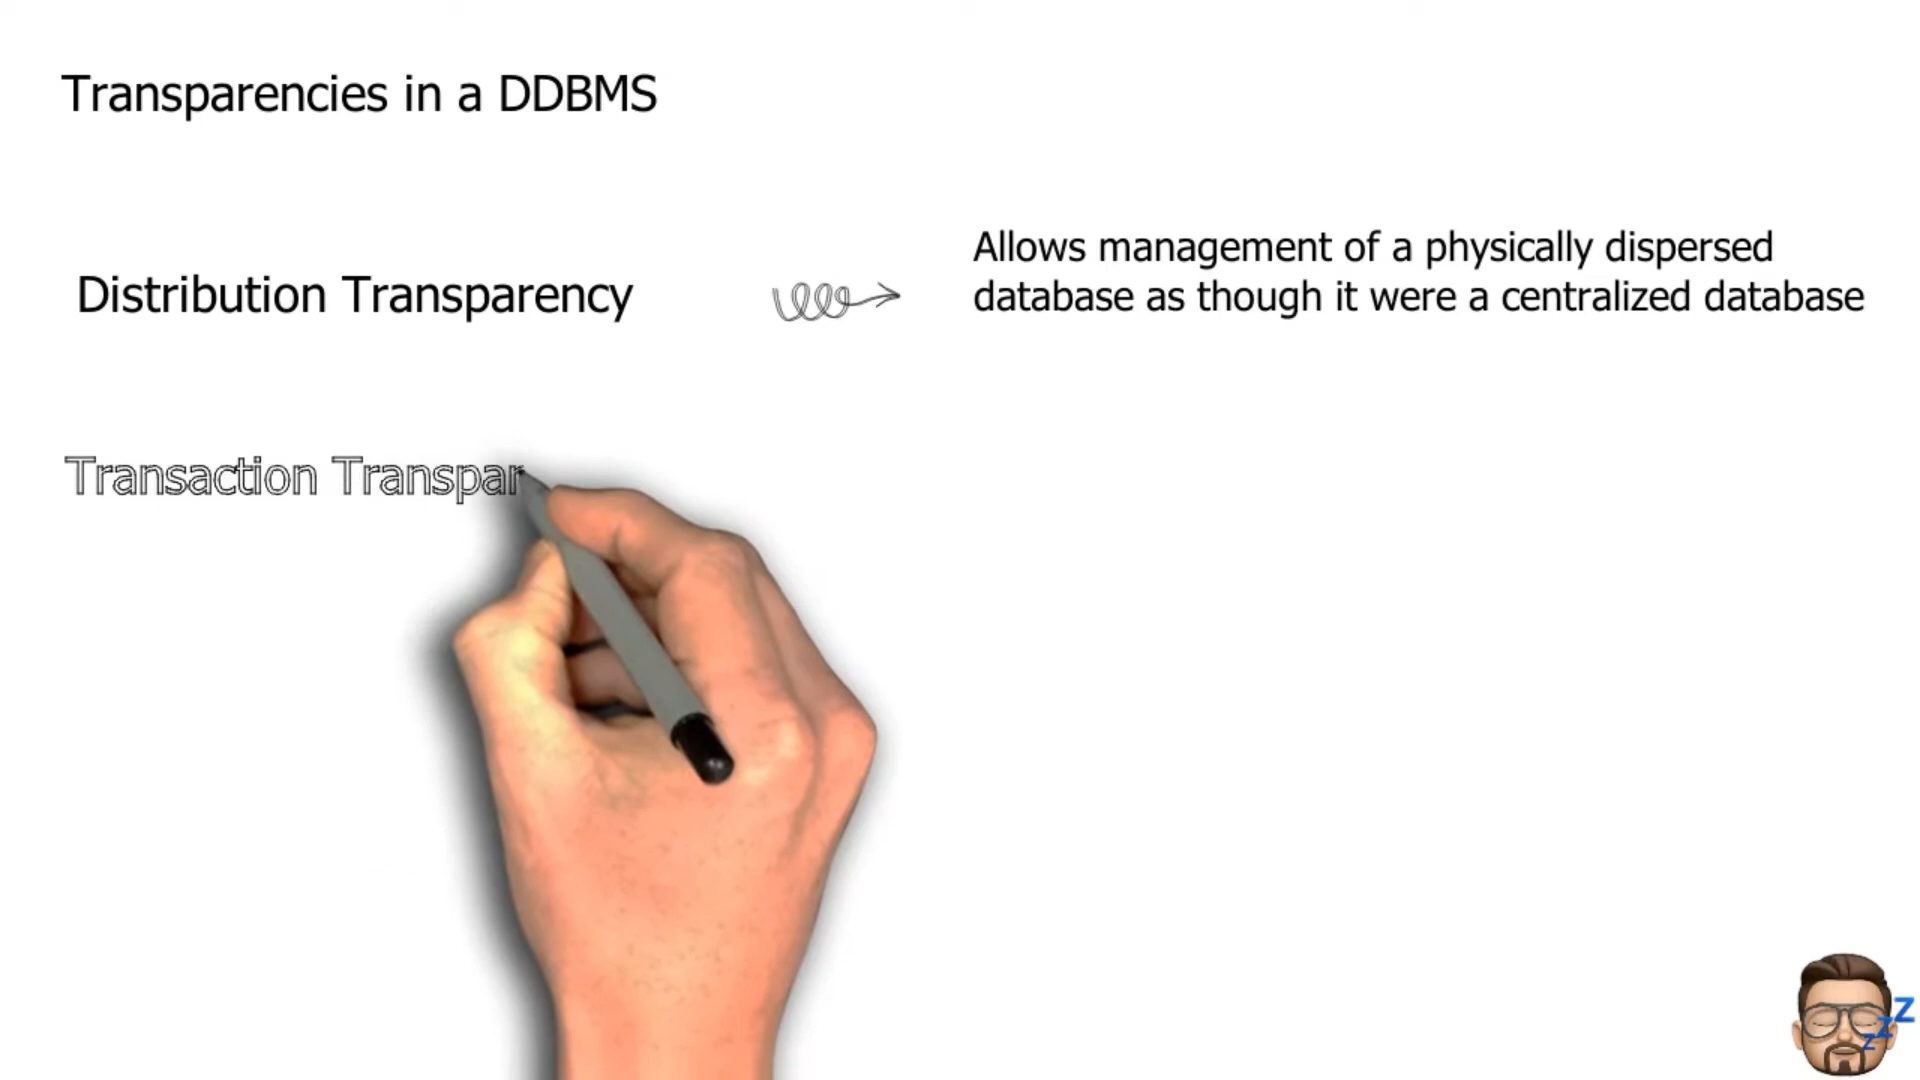 Transparencies in a DDBMS
Distribution Transparency
Allows management of a physically dispersed
database as though it were a centralized database
Transaction Transpar
z
z
Z